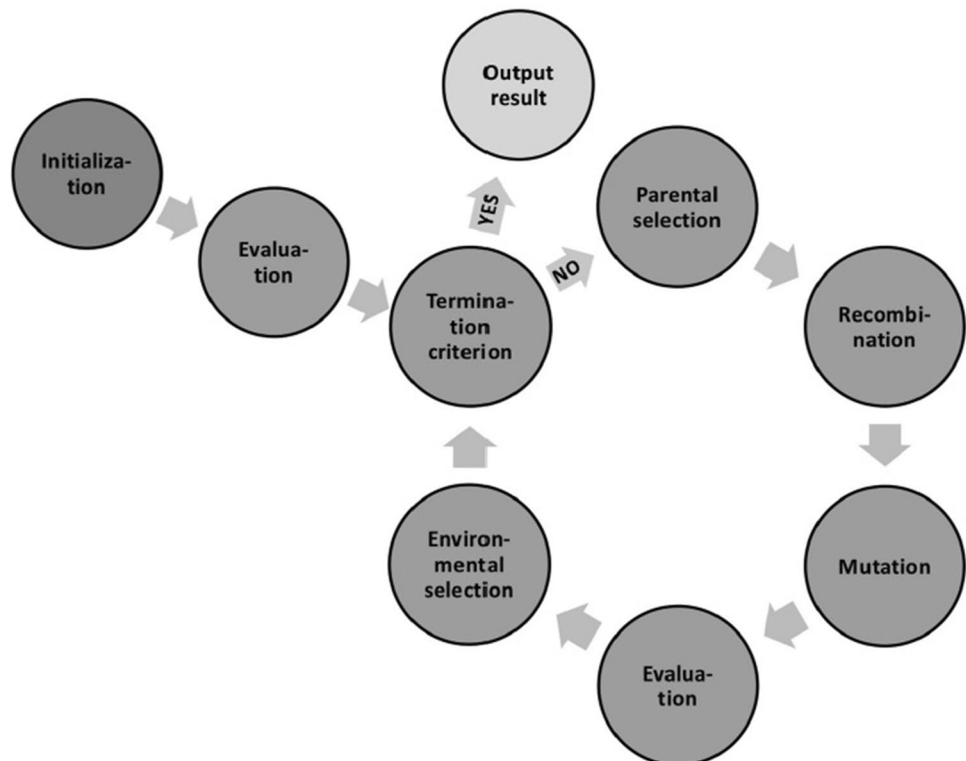 Output
result
Initializa-
tion
Parental
selection
YES
Evalua-
tion
NO
Termina-
tion
criterion
Recombi-
nation
Environ-
mental
selection
Mutation
Evalua-
tion